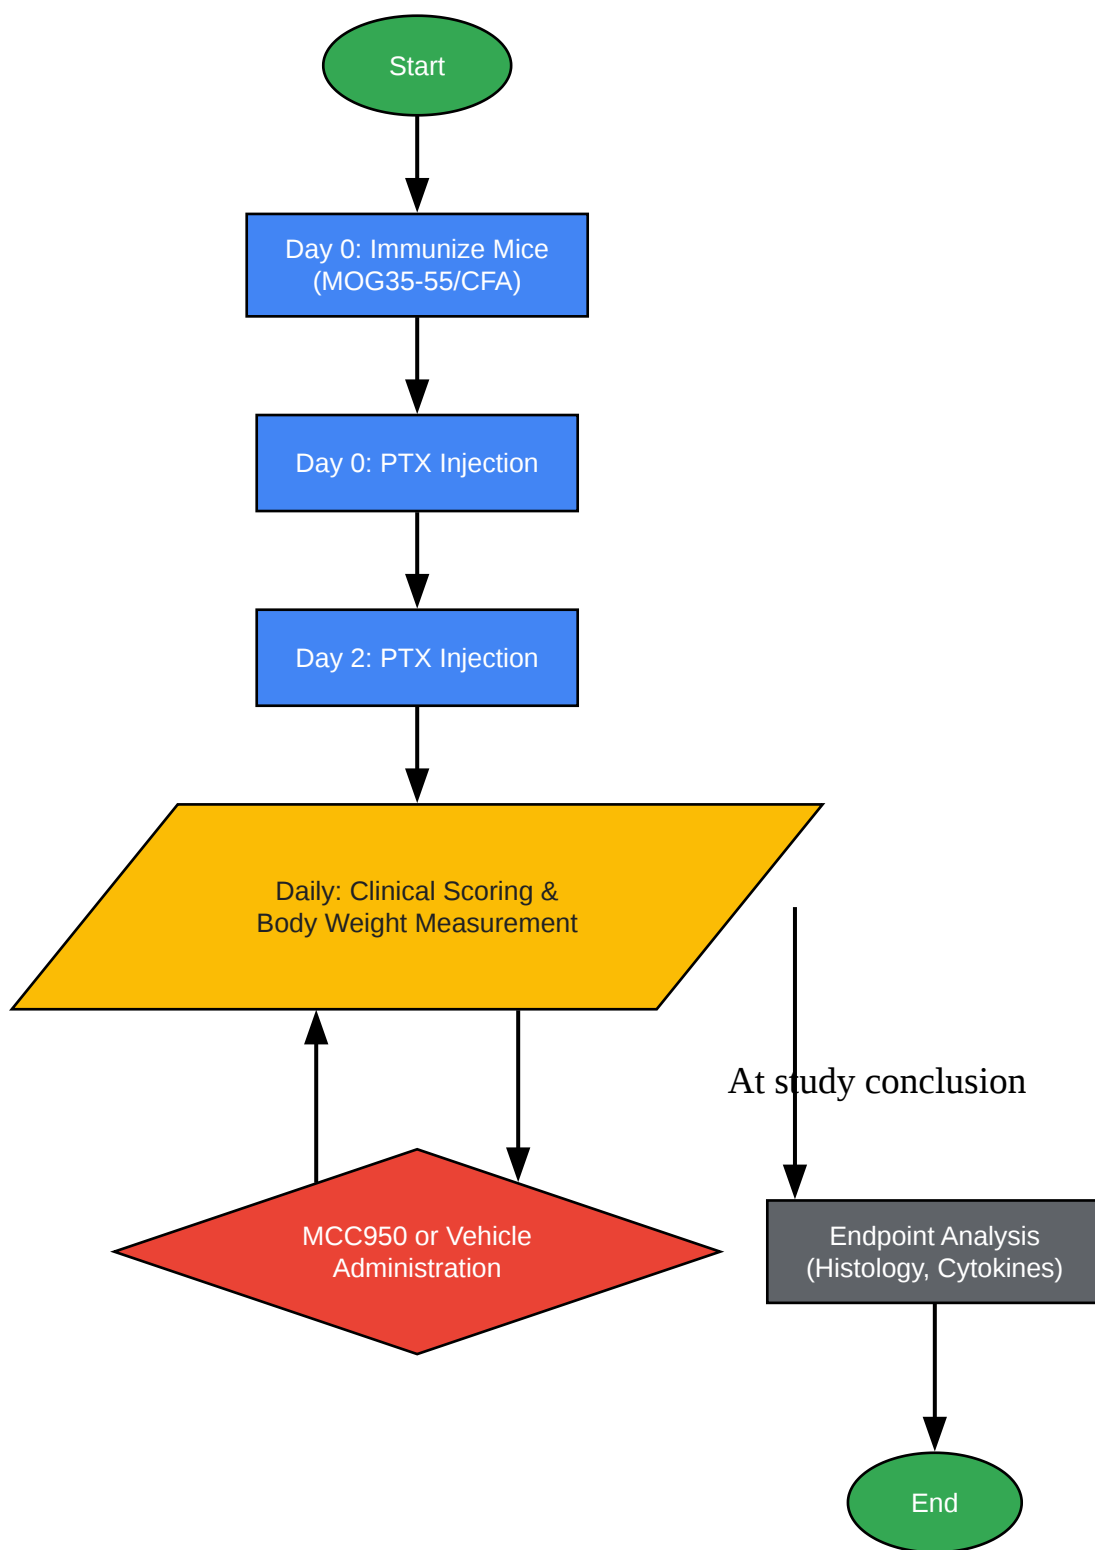 Start
Day 0: Immunize Mice
(MOG35-55/CFA)
Day 0: PTX Injection
Day 2: PTX Injection
Daily: Clinical Scoring &
Body Weight Measurement
At study conclusion
MCC950 or Vehicle
Administration
Endpoint Analysis
(Histology, Cytokines)
End